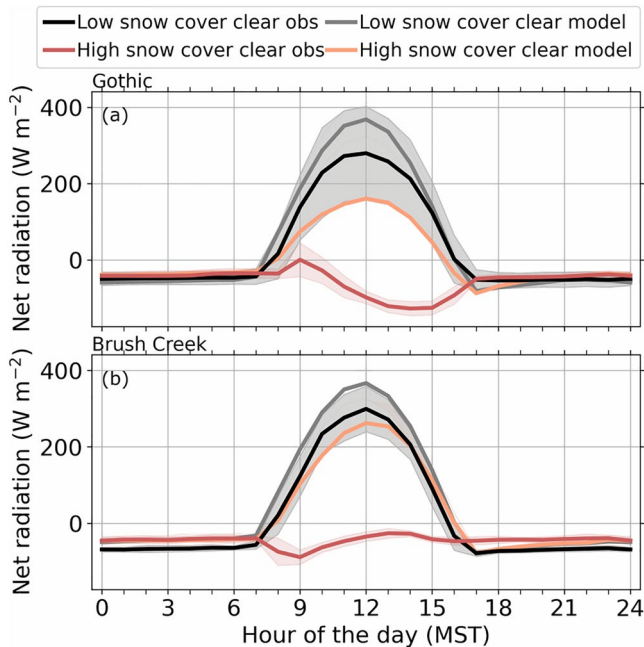 Low snow cover clear obs
Low snow cover clear model
High snow cover clear obs
High snow cover clear model
Gothic
(a)
Net radiation (W m−2)
400
200
0
Brush Creek
(b)
Net radiation (W m−2)
400
200
0
0 3 6 9 12 15 18 21 24
Hour of the day (MST)